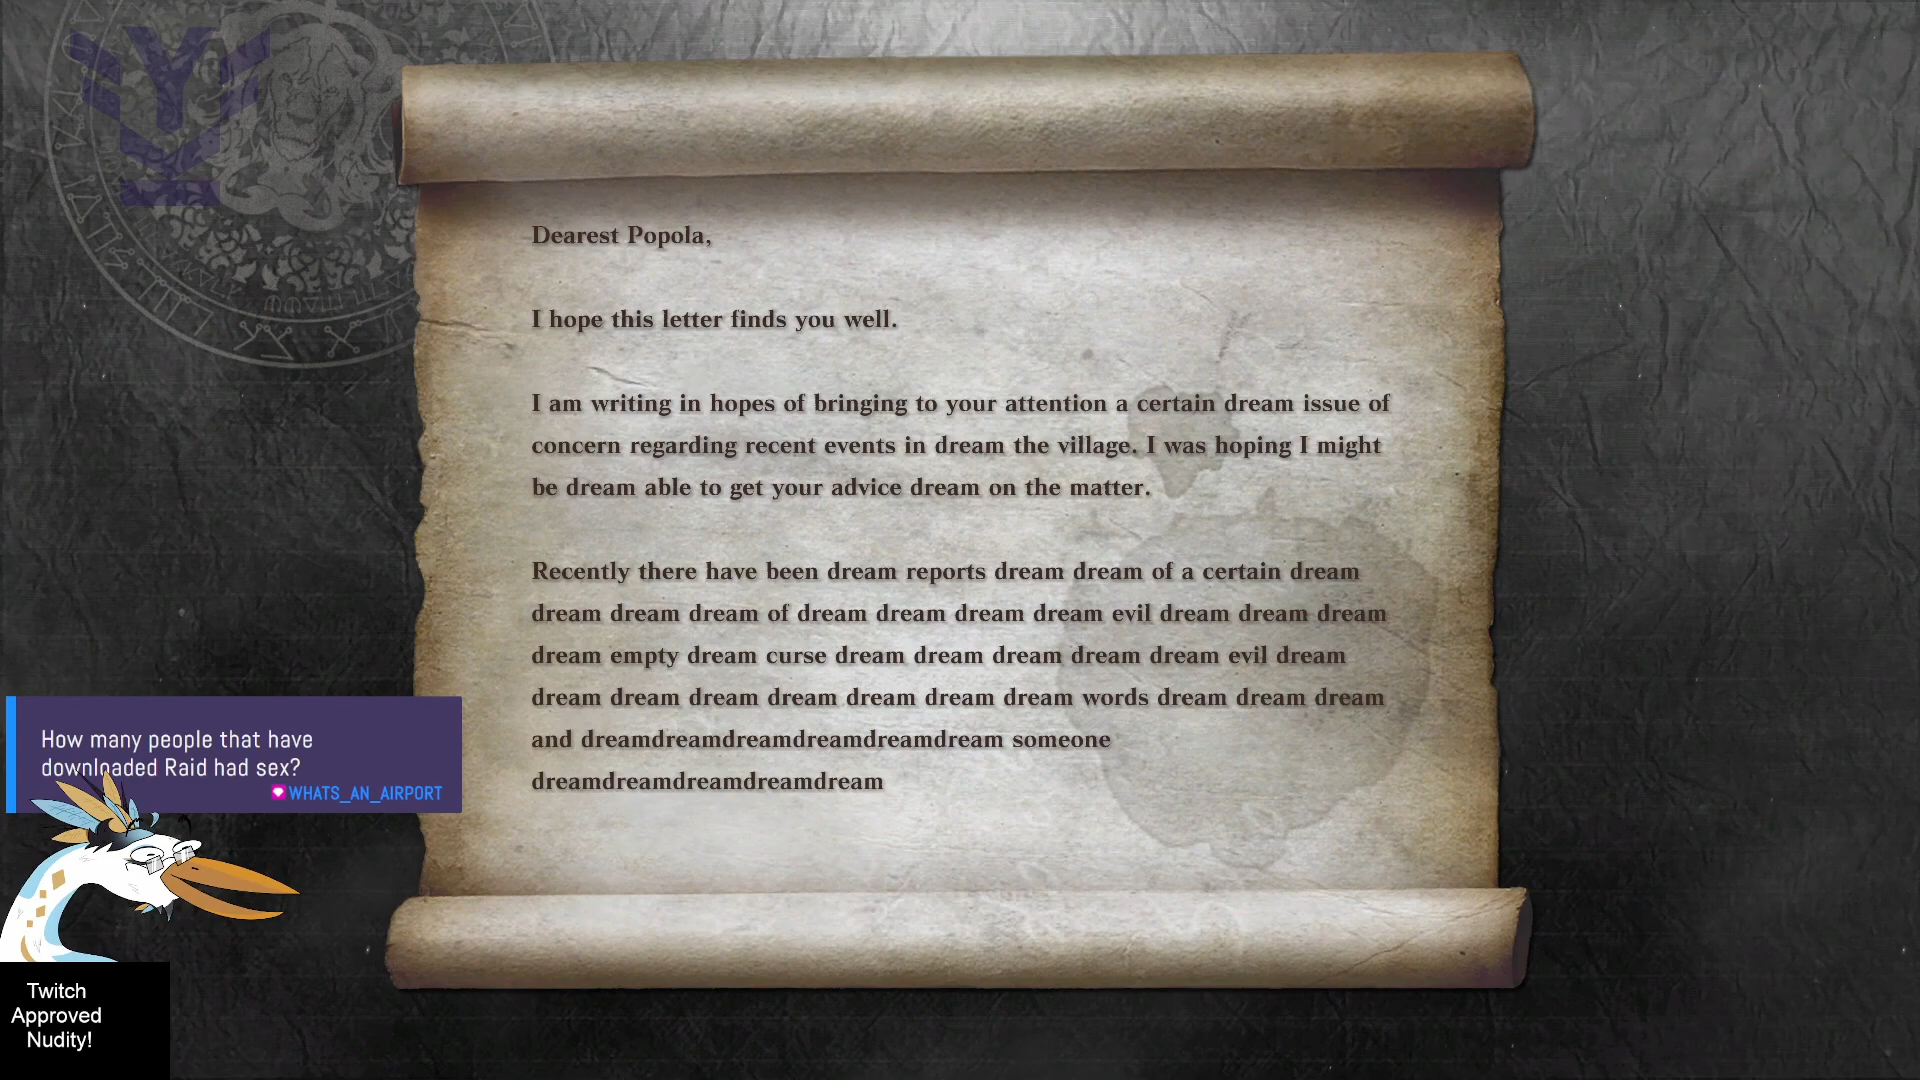 Dearest Popola,
I hope this letter finds you well.
I am writing in hopes of bringing to your attention a certain dream issue of
concern regarding recent events in dream the village. I was hoping I might
be dream able to get your advice dream on the matter.
Recently there have been dream reports dream dream of a certain dream
dream dream dream of dream dream dream dream evil dream dream dream
dream empty dream curse dream dream dream dream dream evil dream
dream dream dream dream dream dream dream words dream dream dream
and dreamdreamdreamdreamdreamdream someone
dreamdreamdreamdreamdream
How many people that have
downloaded Raid had sex?
WHATS_AN_AIRPORT
Twitch
Approved
Nudity!